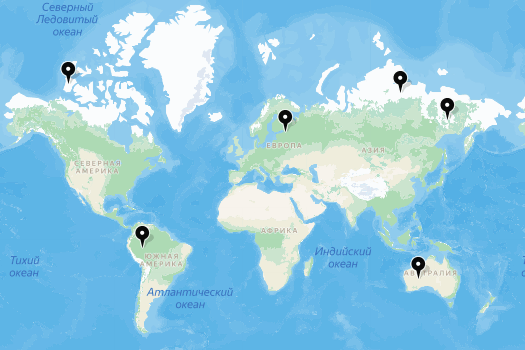 Северный
Ледовитый
океан
ЕВРОПА
АЗИЯ
СЕВЕРНАЯ
АМЕРИКА
АФРИКА
Тихий
океан
ЮЖНАЯ
АМЕРИКА
Индийский
океан
АВСТРАЛИЯ
Атлантический
океан